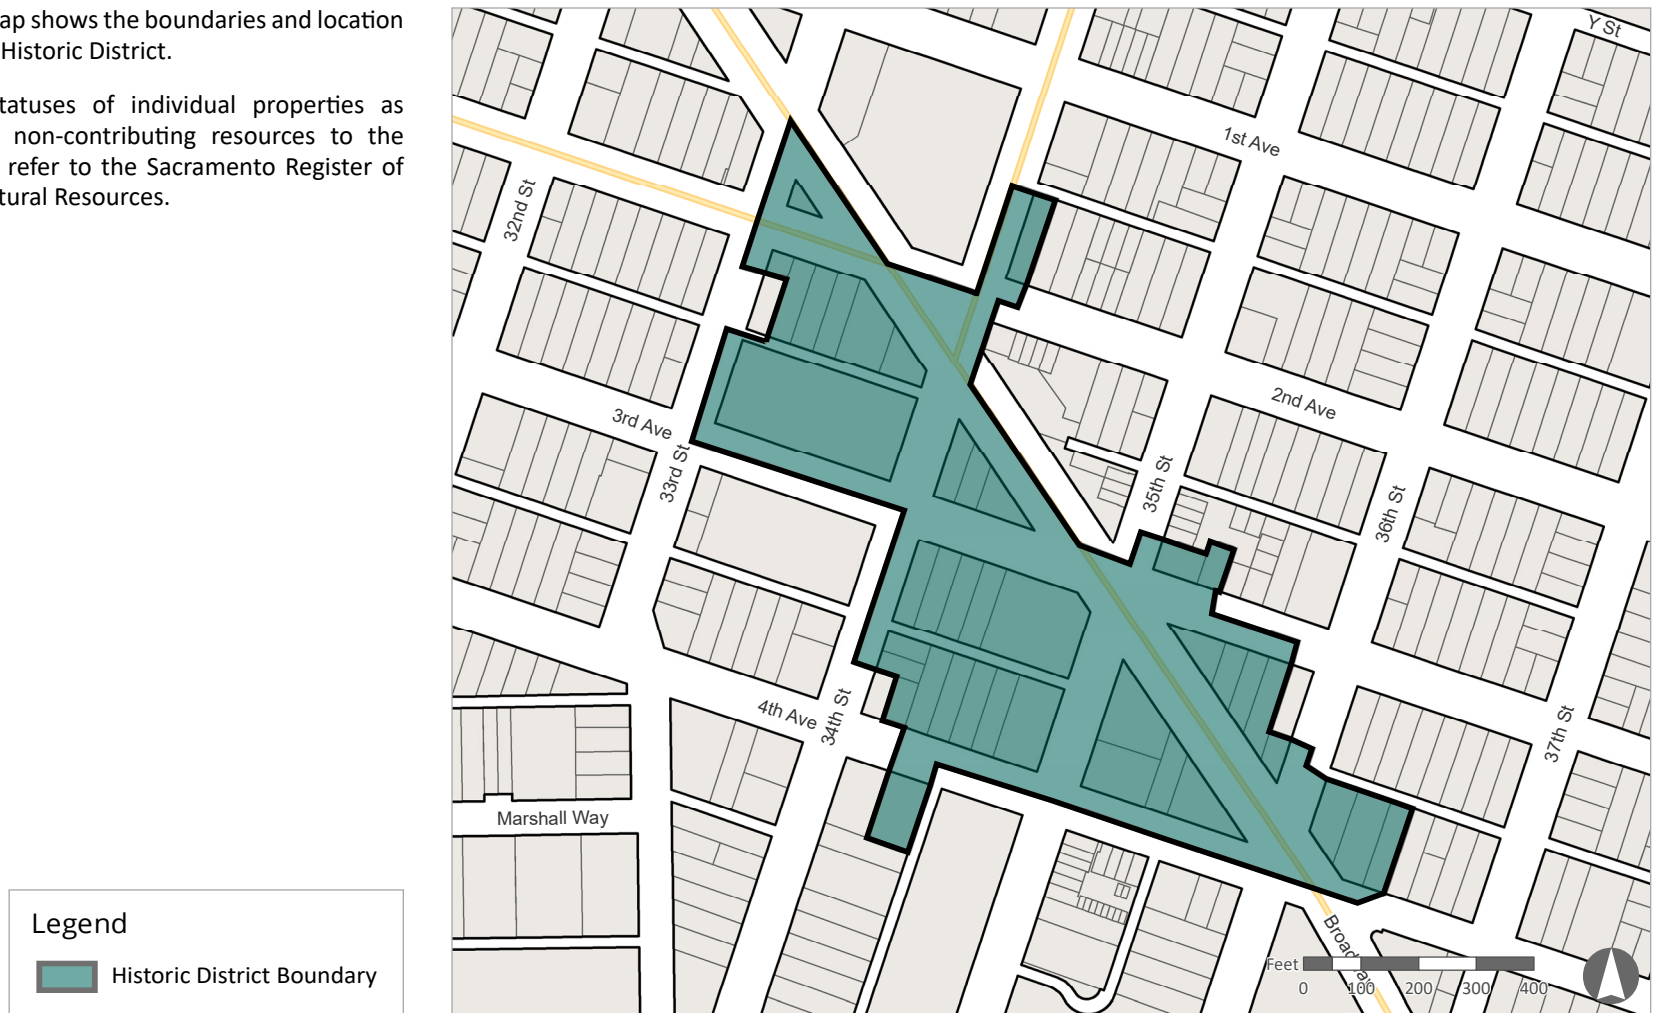 ap shows the boundaries and location
Historic District.
tatuses of individual properties as
non-contributing resources to the
refer to the Sacramento Register of
tural Resources.
Y St
1st Ave
32nd St
2nd Ave
3rd Ave
33rd St
35th St
36th St
4th Ave
34th St
37th St
Marshall Way
Broadway
Legend
Historic District Boundary
Feet
0 100 200 300 400